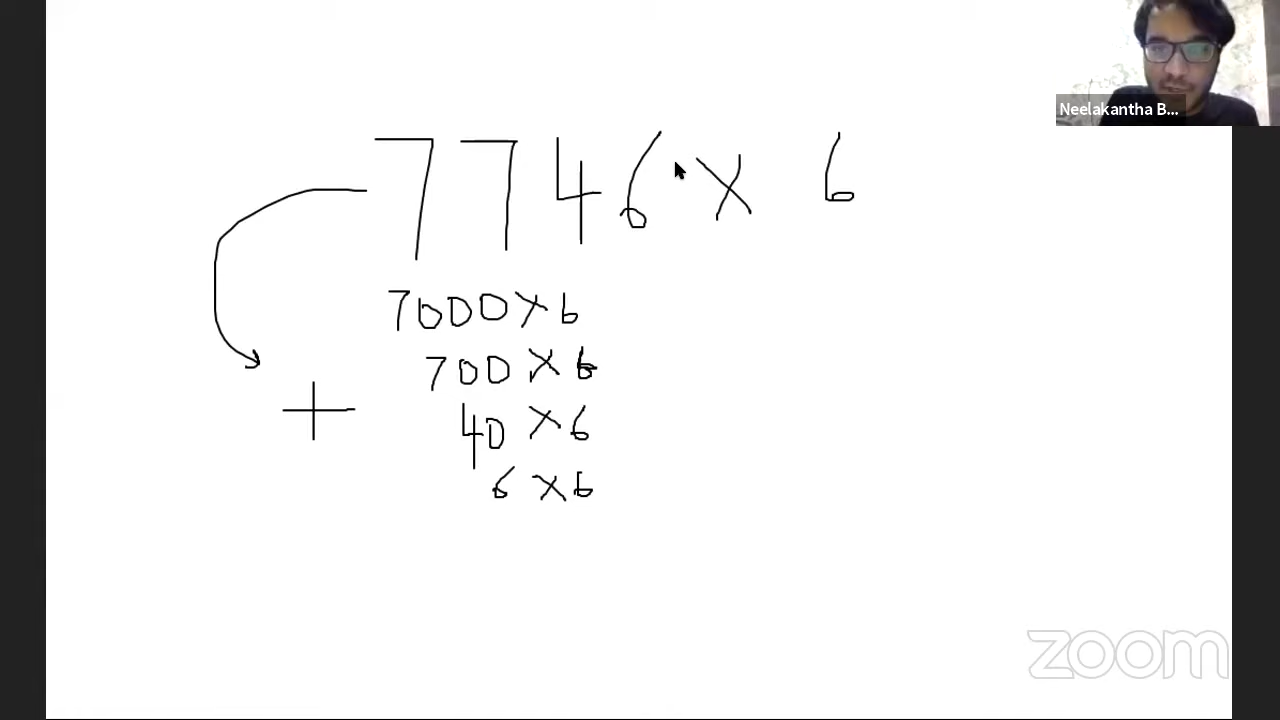 Neelakantha B...
7746 x 6
7000 x 6
700 x 6
+
40 x 6
6 x 6
zoom